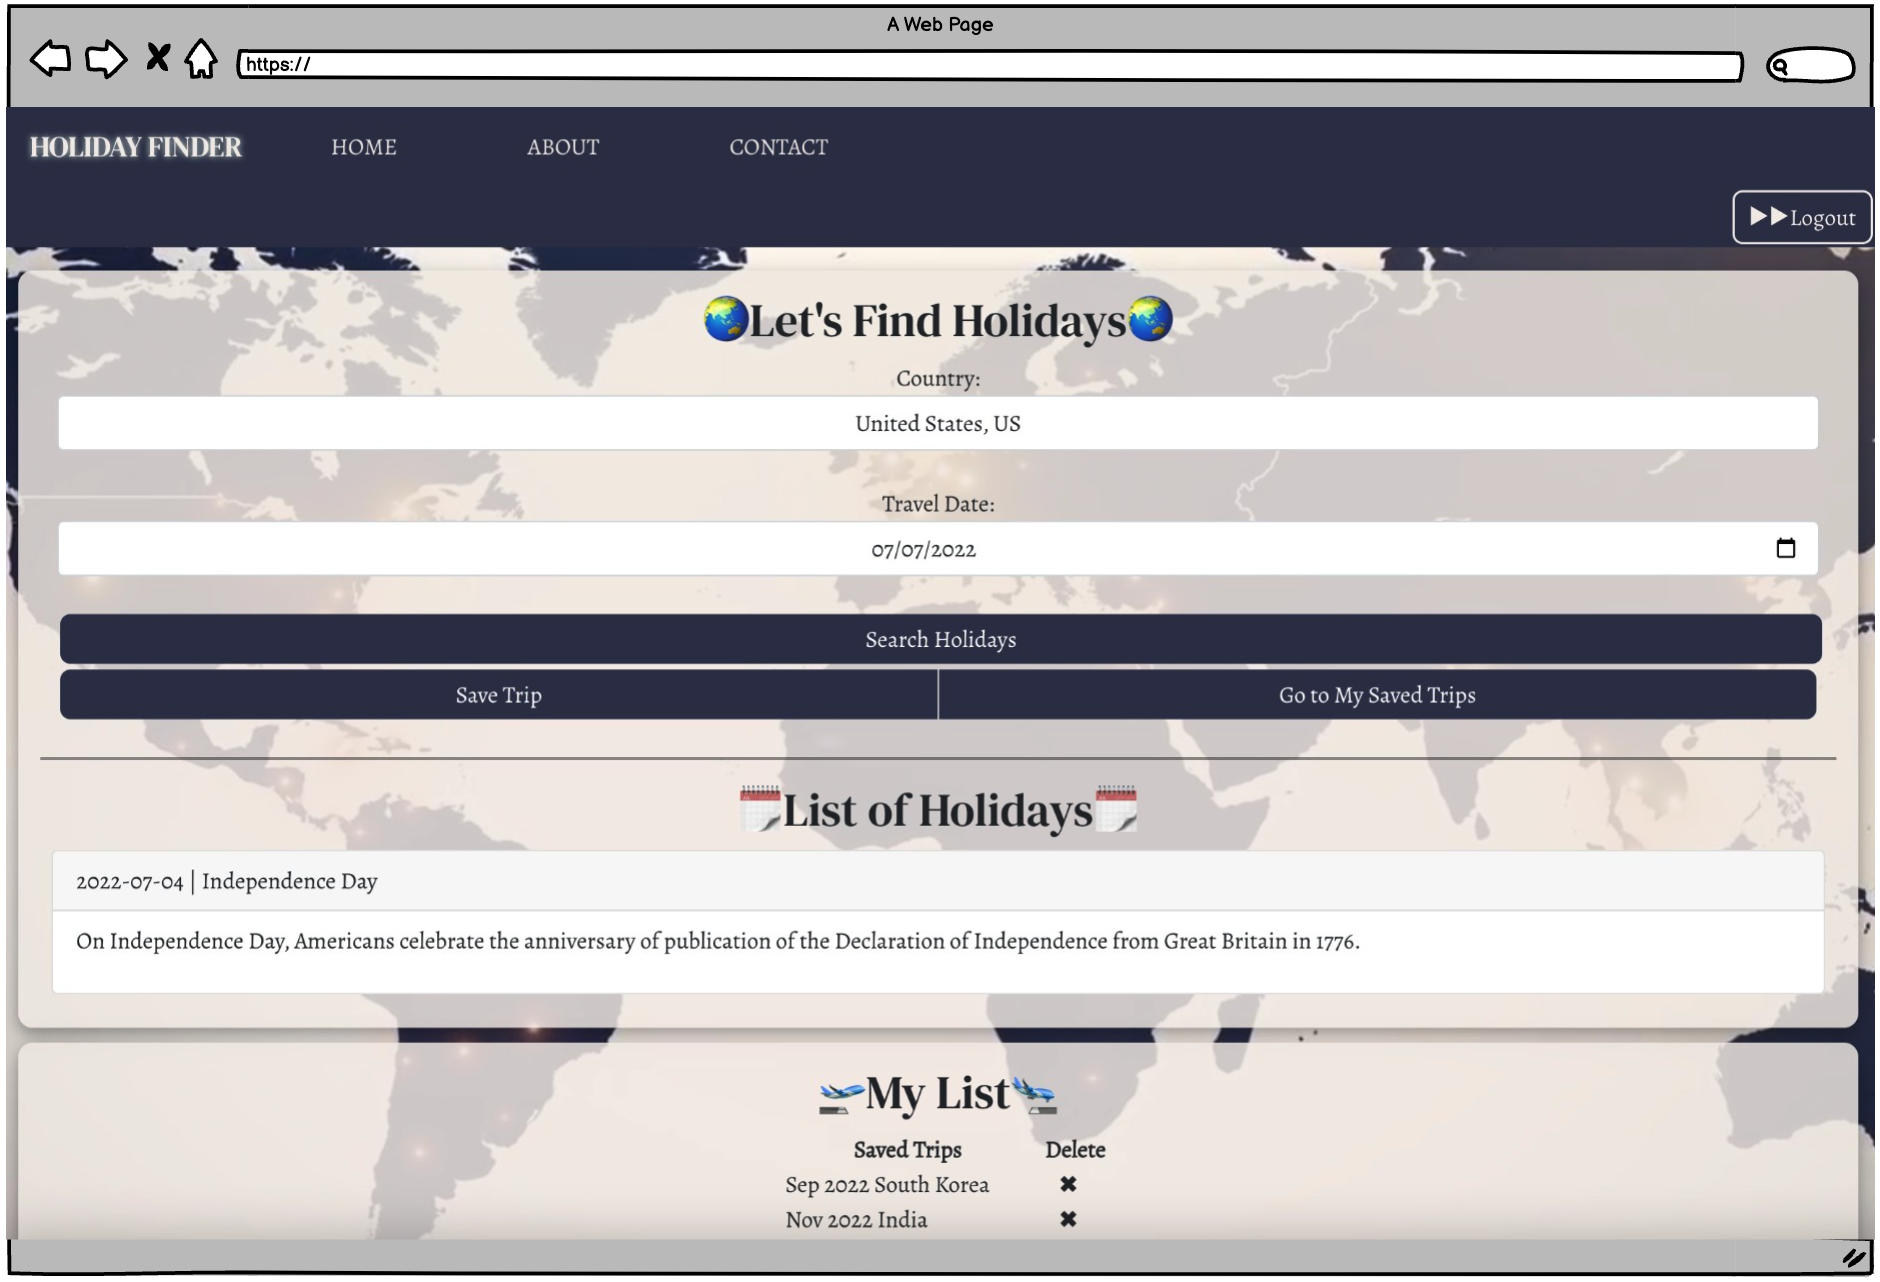 A Web Page
https://
HOLIDAY FINDER HOME ABOUT CONTACT
Logout
Let's Find Holidays
Country:
United States, US
Travel Date:
07/07/2022
Search Holidays
Save Trip Go to My Saved Trips
List of Holidays
2022-07-04 | Independence Day
On Independence Day, Americans celebrate the anniversary of publication of the Declaration of Independence from Great Britain in 1776.
My List
Saved Trips Delete
Sep 2022 South Korea ✖
Nov 2022 India ✖